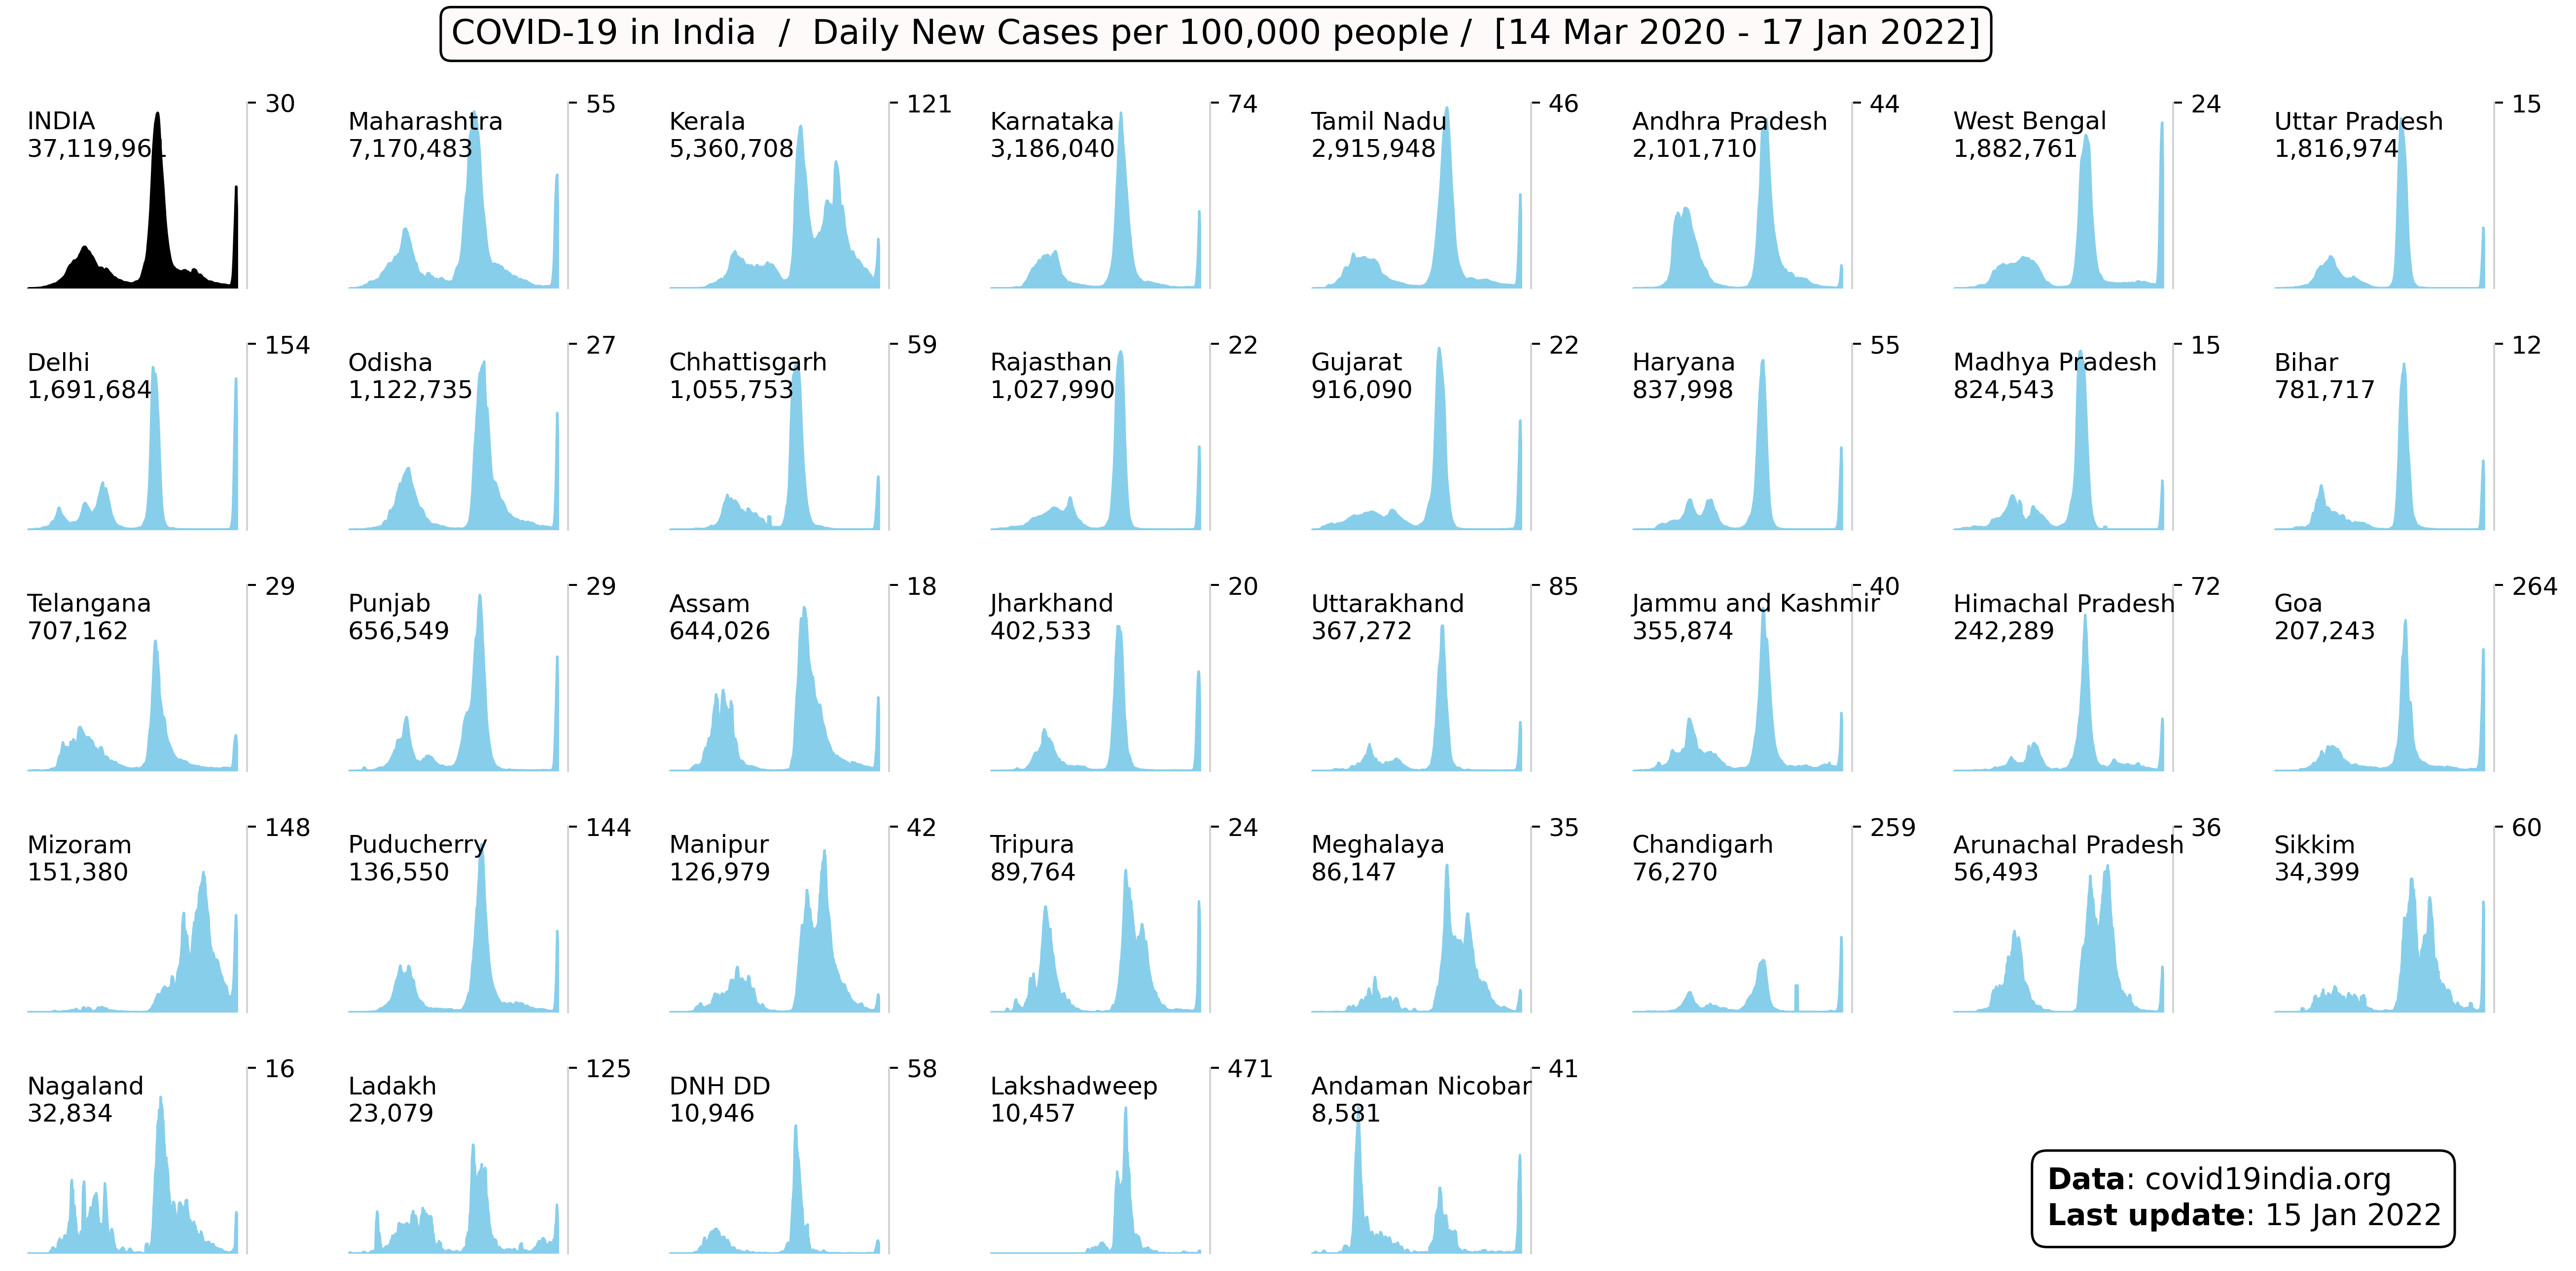 COVID-19 in India / Daily New Cases per 100,000 people / [14 Mar 2020 - 17 Jan 2022]
INDIA
37,119,961
30
Maharashtra
7,170,483
55
Kerala
5,360,708
121
Karnataka
3,186,040
74
Tamil Nadu
2,915,948
46
Andhra Pradesh
2,101,710
44
West Bengal
1,882,761
24
Uttar Pradesh
1,816,974
15
Delhi
1,691,684
154
Odisha
1,122,735
27
Chhattisgarh
1,055,753
59
Rajasthan
1,027,990
22
Gujarat
916,090
22
Haryana
837,998
55
Madhya Pradesh
824,543
15
Bihar
781,717
12
Telangana
707,162
29
Punjab
656,549
29
Assam
644,026
18
Jharkhand
402,533
20
Uttarakhand
367,272
85
Jammu and Kashmir
355,874
40
Himachal Pradesh
242,289
72
Goa
207,243
264
Mizoram
151,380
148
Puducherry
136,550
144
Manipur
126,979
42
Tripura
89,764
24
Meghalaya
86,147
35
Chandigarh
76,270
259
Arunachal Pradesh
56,493
36
Sikkim
34,399
60
Nagaland
32,834
16
Ladakh
23,079
125
DNH DD
10,946
58
Lakshadweep
10,457
471
Andaman Nicobar
8,581
41
Data: covid19india.org
Last update: 15 Jan 2022